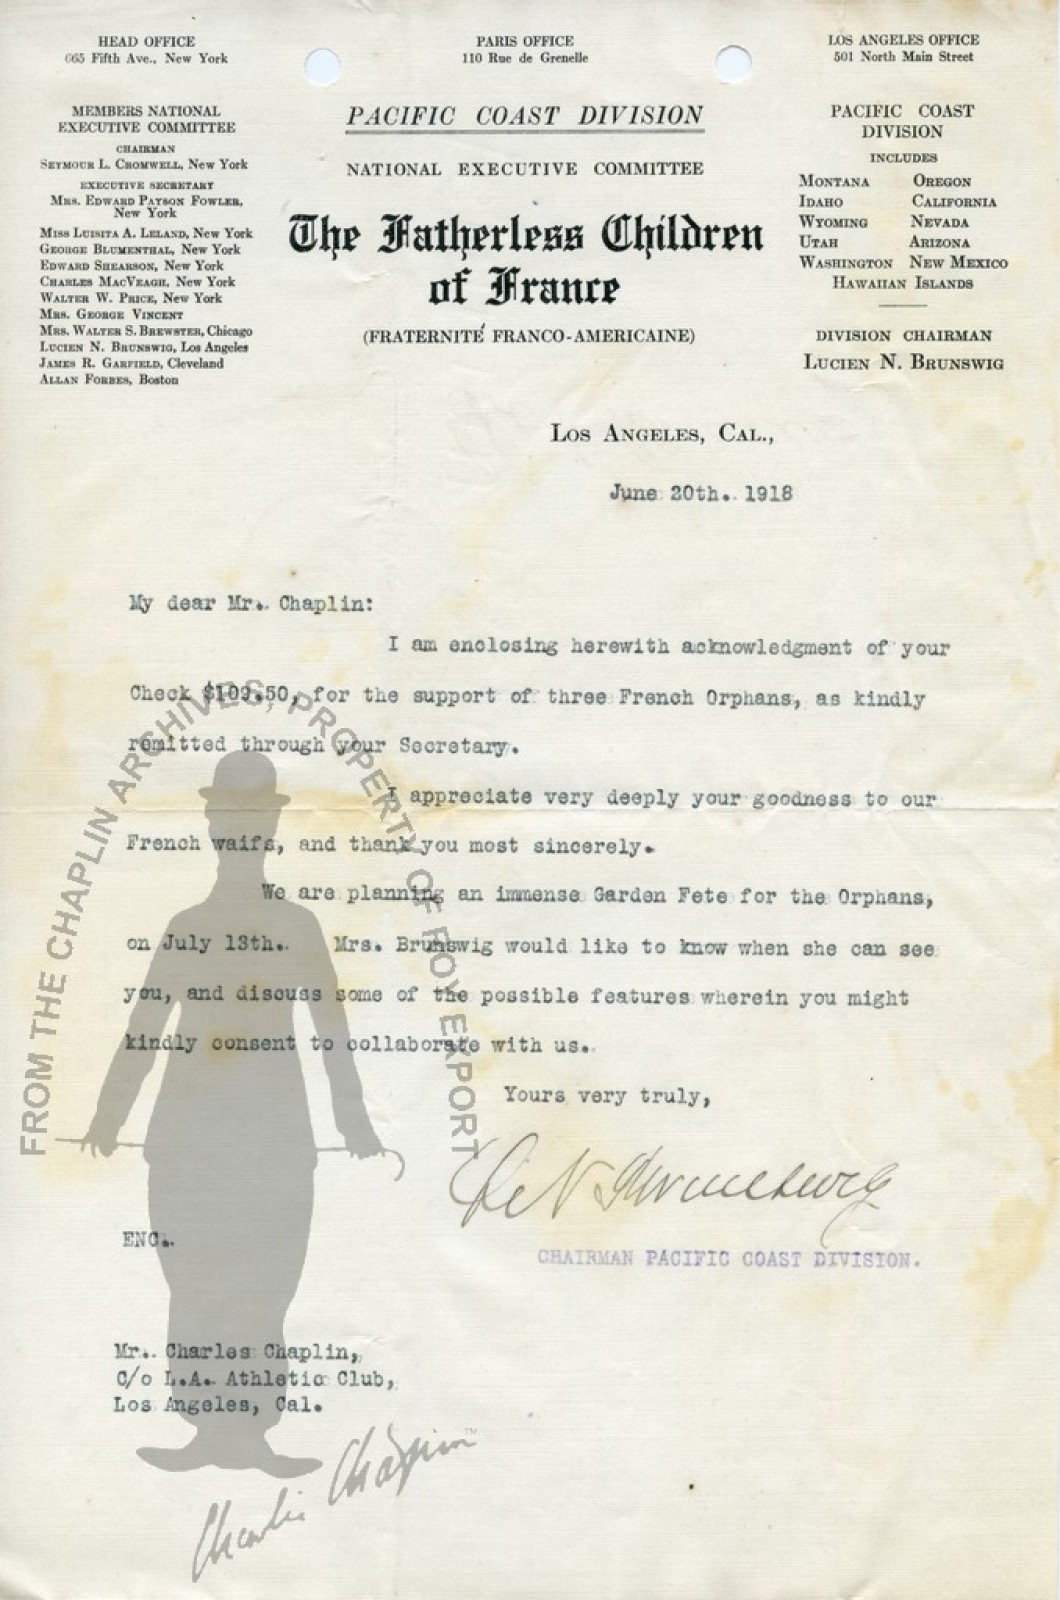 HEAD OFFICE
665 Fifth Ave., New York
PARIS OFFICE
110 Rue de Grenelle
LOS ANGELES OFFICE
501 North Main Street
MEMBERS NATIONAL
EXECUTIVE COMMITTEE
CHAIRMAN
SEYMOUR L. CROMWELL, New York
EXECUTIVE SECRETARY
MRS. EDWARD PAYSON FOWLER,
New York
MISS LUISITA A. LELAND, New York
GEORGE BLUMENTHAL, New York
EDWARD SHEARSON, New York
CHARLES MACVEAGH, New York
WALTER W. PRICE, New York
MRS. GEORGE VINCENT
MRS. WALTER S. BREWSTER, Chicago
LUCIEN N. BRUNSWIG, Los Angeles
JAMES R. GARFIELD, Cleveland
ALLAN FORBES, Boston
PACIFIC COAST DIVISION
NATIONAL EXECUTIVE COMMITTEE
The Fatherless Children
of France
(FRATERNITÉ FRANCO-AMERICAINE)
PACIFIC COAST
DIVISION
INCLUDES
MONTANA OREGON
IDAHO CALIFORNIA
WYOMING NEVADA
UTAH ARIZONA
WASHINGTON NEW MEXICO
HAWAIIAN ISLANDS
DIVISION CHAIRMAN
LUCIEN N. BRUNSWIG
LOS ANGELES, CAL.,
June 20th. 1918
My dear Mr. Chaplin:
I am enclosing herewith acknowledgment of your
Check $109.50, for the support of three French Orphans, as kindly
remitted through your Secretary.
I appreciate very deeply your goodness to our
French waifs, and thank you most sincerely.
We are planning an immense Garden Fete for the Orphans,
on July 13th. Mrs. Brunswig would like to know when she can see
you, and discuss some of the possible features wherein you might
kindly consent to collaborate with us.
Yours very truly,
L N Brunswig
ENC.
CHAIRMAN PACIFIC COAST DIVISION.
Mr. Charles Chaplin,
C/o L.A. Athletic Club,
Los Angeles, Cal.
FROM THE CHAPLIN ARCHIVES, PROPERTY OF ROY EXPORT
Charlie Chaplin TM